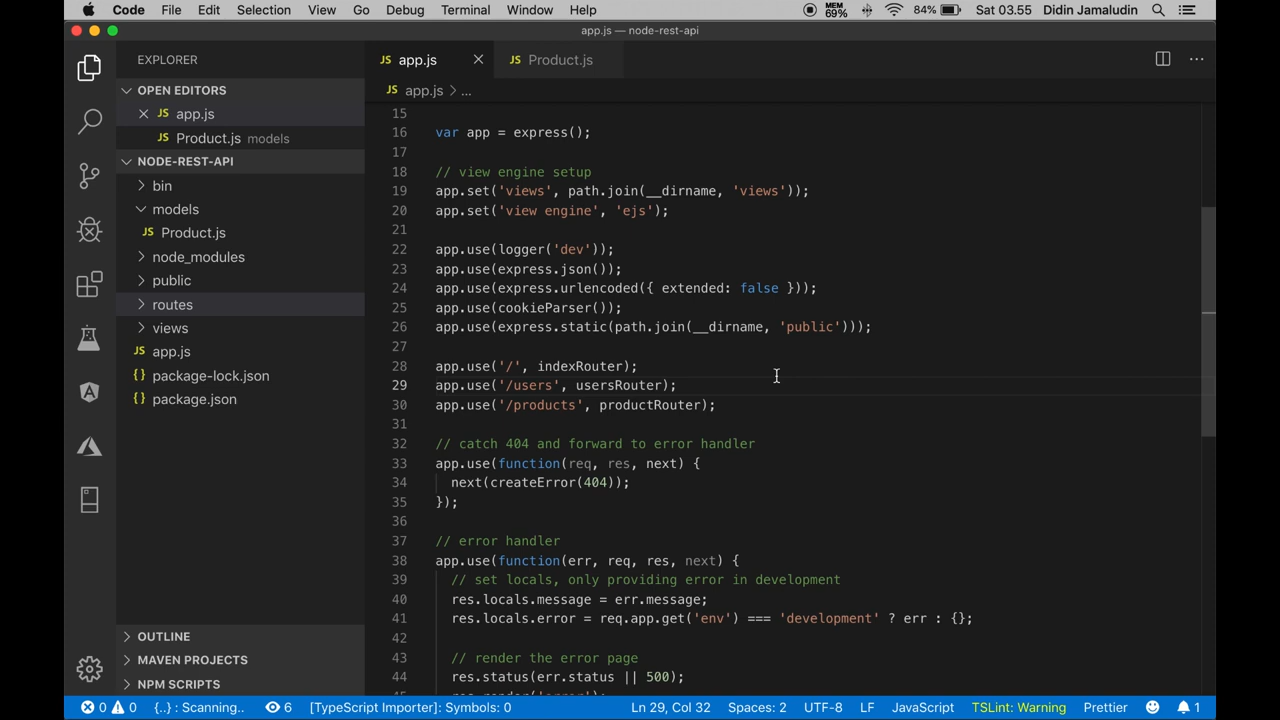 Code File Edit Selection View Go Debug Terminal Window Help MEM 69% 84% Sat 03.55 Didin Jamaludin
app.js — node-rest-api
EXPLORER
OPEN EDITORS
app.js
JS Product.js models
NODE-REST-API
bin
models
JS Product.js
node_modules
public
routes
views
JS app.js
{} package-lock.json
{} package.json
OUTLINE
MAVEN PROJECTS
NPM SCRIPTS
JS app.js
JS Product.js
JS app.js > ...
15
16 var app = express();
17
18 // view engine setup
19 app.set('views', path.join(__dirname, 'views'));
20 app.set('view engine', 'ejs');
21
22 app.use(logger('dev'));
23 app.use(express.json());
24 app.use(express.urlencoded({ extended: false }));
25 app.use(cookieParser());
26 app.use(express.static(path.join(__dirname, 'public')));
27
28 app.use('/', indexRouter);
29 app.use('/users', usersRouter);
30 app.use('/products', productRouter);
31
32 // catch 404 and forward to error handler
33 app.use(function(req, res, next) {
34 next(createError(404));
35 });
36
37 // error handler
38 app.use(function(err, req, res, next) {
39 // set locals, only providing error in development
40 res.locals.message = err.message;
41 res.locals.error = req.app.get('env') === 'development' ? err : {};
42
43 // render the error page
44 res.status(err.status || 500);
0 0 {..} : Scanning.. 6 [TypeScript Importer]: Symbols: 0 Ln 29, Col 32 Spaces: 2 UTF-8 LF JavaScript TSLint: Warning Prettier 1